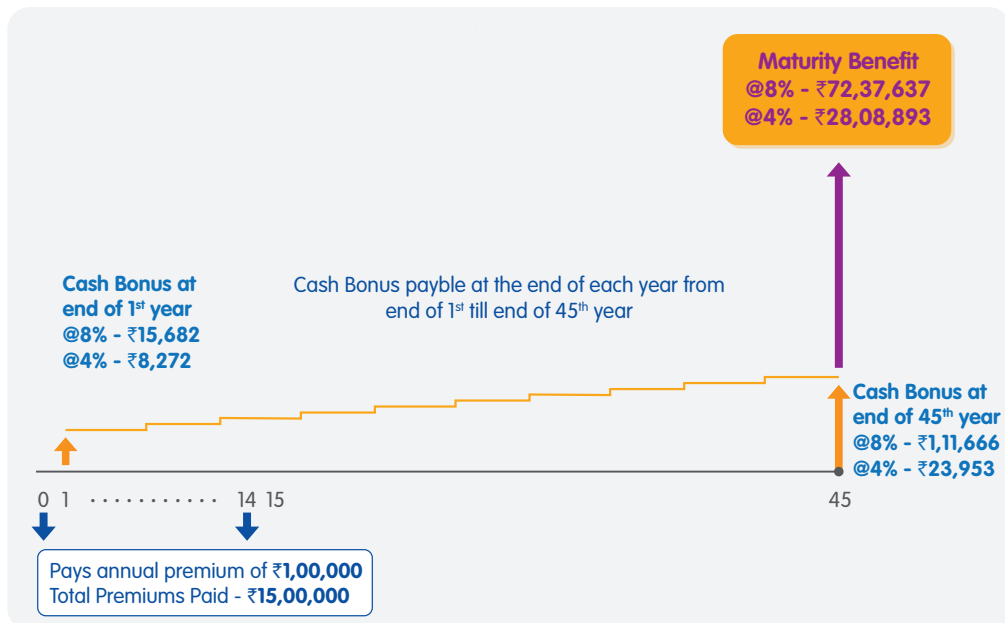 Maturity Benefit
@8% - ₹72,37,637
@4% - ₹28,08,893
Cash Bonus at
end of 1st year
@8% - ₹15,682
@4% - ₹8,272
Cash Bonus payble at the end of each year from
end of 1st till end of 45th year
Cash Bonus at
end of 45th year
@8% - ₹1,11,666
@4% - ₹23,953
0 1 ........... 14 15 45
Pays annual premium of ₹1,00,000
Total Premiums Paid - ₹15,00,000